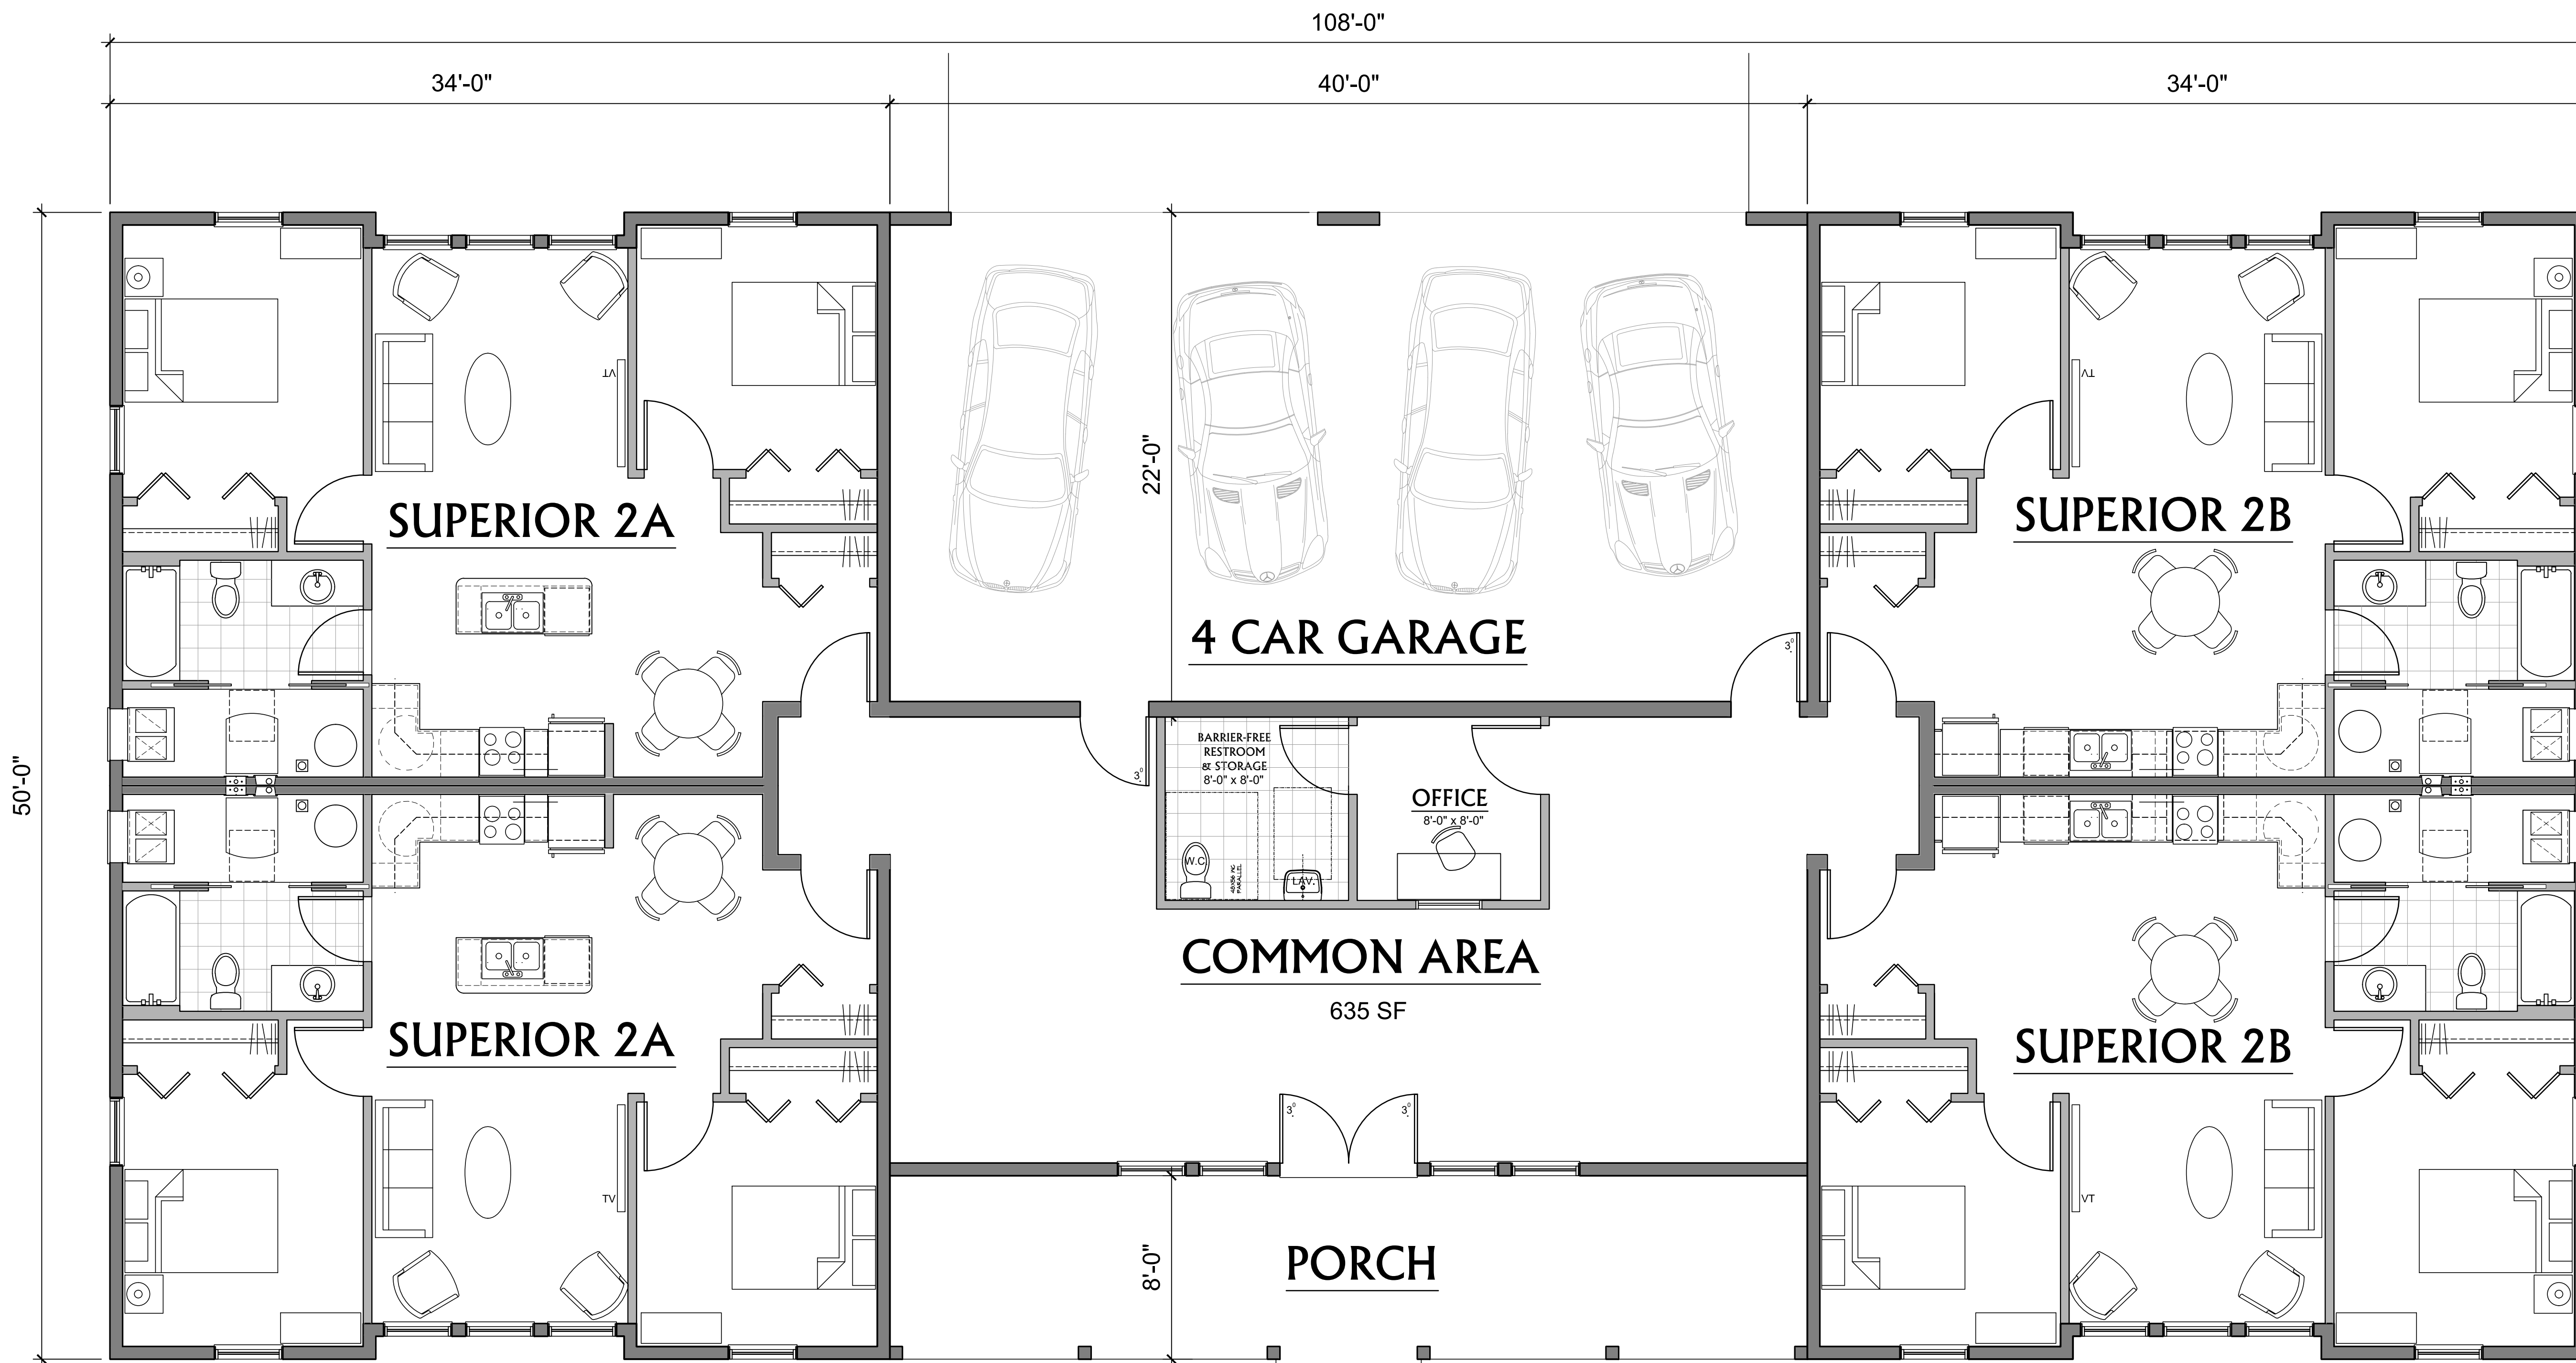 108'-0"
34'-0"
40'-0"
34'-0"
TV
TV
22'-0"
SUPERIOR 2A
SUPERIOR 2B
4 CAR GARAGE
3⁰
50'-0"
BARRIER-FREE
RESTROOM
& STORAGE
8'-0" x 8'-0"
3⁰
OFFICE
8'-0" x 8'-0"
W.C.
PARALLEL
LAV.
COMMON AREA
635 SF
SUPERIOR 2A
SUPERIOR 2B
3⁰
3⁰
TV
VT
8'-0"
PORCH